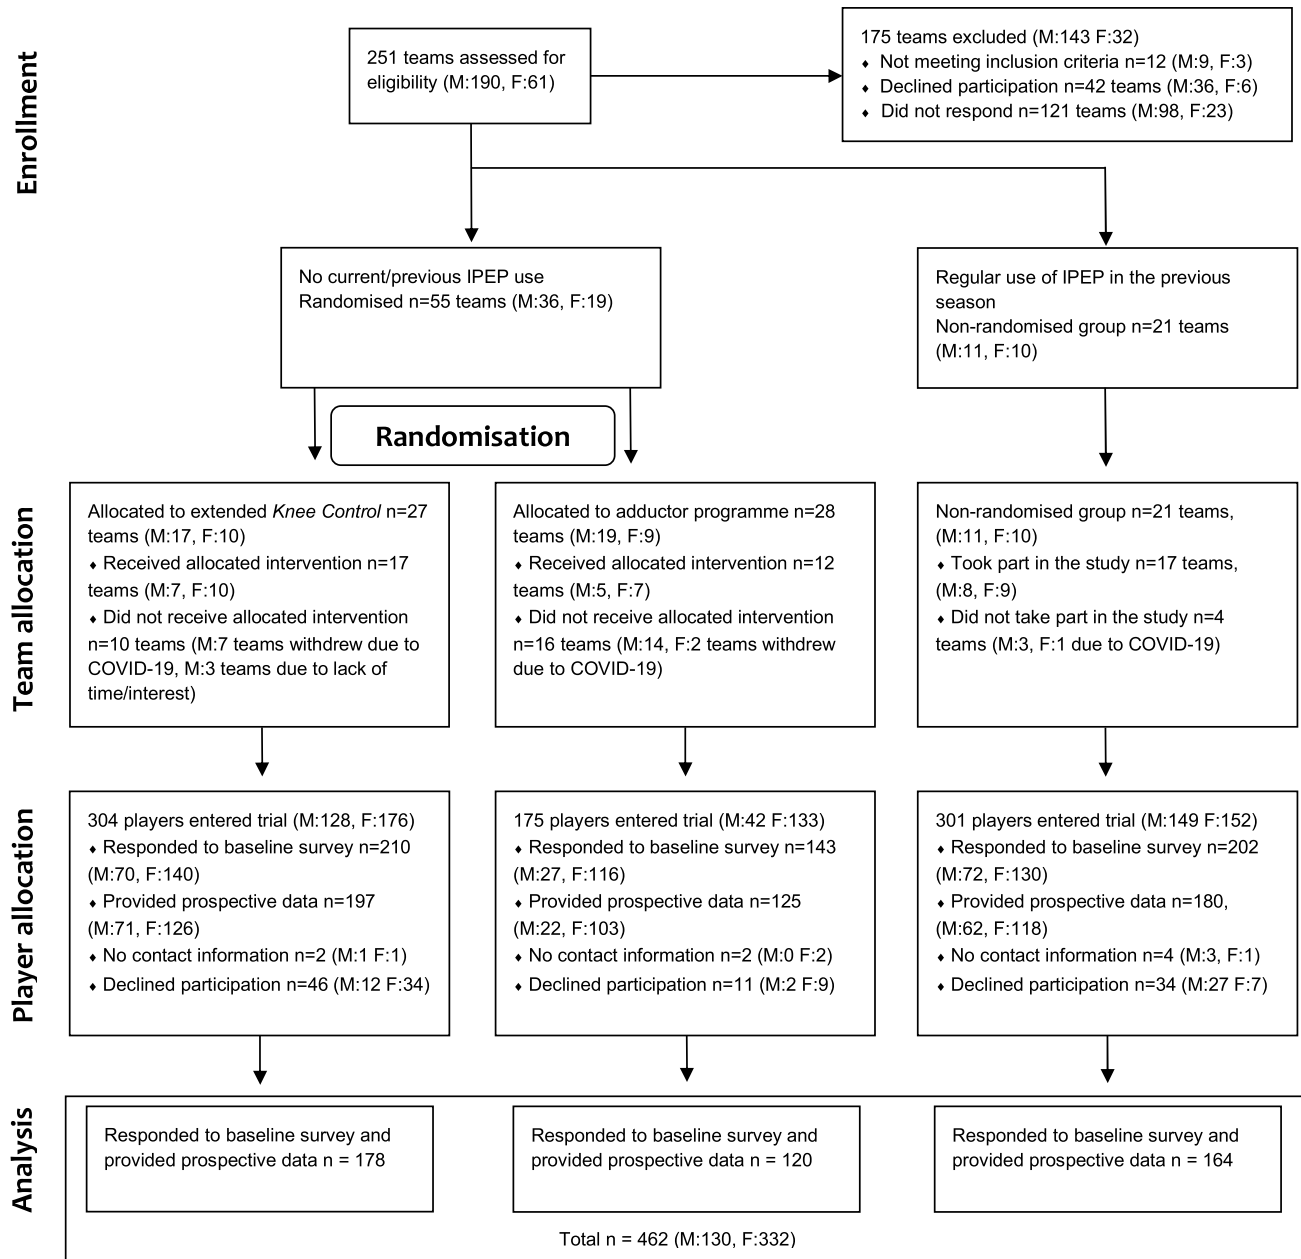 Enrollment
251 teams assessed for
eligibility (M:190, F:61)
175 teams excluded (M:143 F:32)
♦ Not meeting inclusion criteria n=12 (M:9, F:3)
♦ Declined participation n=42 teams (M:36, F:6)
♦ Did not respond n=121 teams (M:98, F:23)
No current/previous IPEP use
Randomised n=55 teams (M:36, F:19)
Regular use of IPEP in the previous
season
Non-randomised group n=21 teams
(M:11, F:10)
Randomisation
Team allocation
Allocated to extended Knee Control n=27
teams (M:17, F:10)
♦ Received allocated intervention n=17
teams (M:7, F:10)
♦ Did not receive allocated intervention
n=10 teams (M:7 teams withdrew due to
COVID-19, M:3 teams due to lack of
time/interest)
Allocated to adductor programme n=28
teams (M:19, F:9)
♦ Received allocated intervention n=12
teams (M:5, F:7)
♦ Did not receive allocated intervention
n=16 teams (M:14, F:2 teams withdrew
due to COVID-19)
Non-randomised group n=21 teams,
(M:11, F:10)
♦ Took part in the study n=17 teams,
(M:8, F:9)
♦ Did not take part in the study n=4
teams (M:3, F:1 due to COVID-19)
Player allocation
304 players entered trial (M:128, F:176)
♦ Responded to baseline survey n=210
(M:70, F:140)
♦ Provided prospective data n=197
(M:71, F:126)
♦ No contact information n=2 (M:1 F:1)
♦ Declined participation n=46 (M:12 F:34)
175 players entered trial (M:42 F:133)
♦ Responded to baseline survey n=143
(M:27, F:116)
♦ Provided prospective data n=125
(M:22, F:103)
♦ No contact information n=2 (M:0 F:2)
♦ Declined participation n=11 (M:2 F:9)
301 players entered trial (M:149 F:152)
♦ Responded to baseline survey n=202
(M:72, F:130)
♦ Provided prospective data n=180,
(M:62, F:118)
♦ No contact information n=4 (M:3, F:1)
♦ Declined participation n=34 (M:27 F:7)
Analysis
Responded to baseline survey and
provided prospective data n = 178
Responded to baseline survey and
provided prospective data n = 120
Responded to baseline survey and
provided prospective data n = 164
Total n = 462 (M:130, F:332)